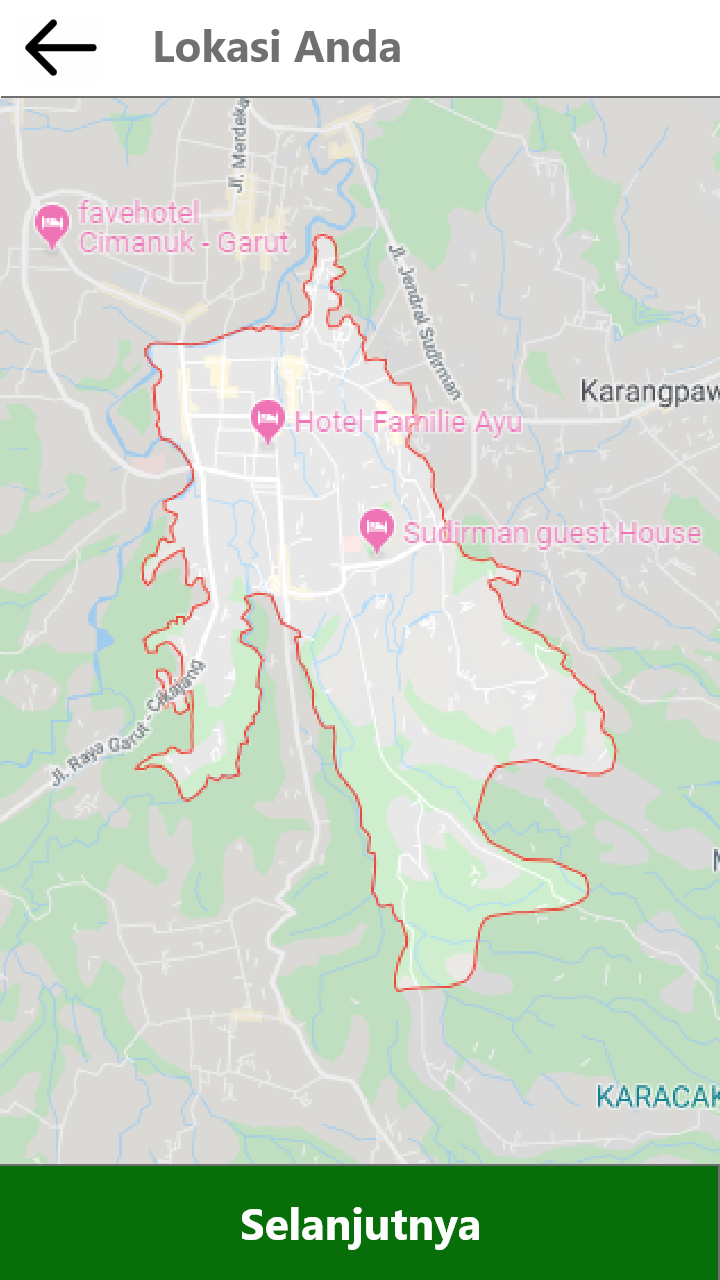 Lokasi Anda
Jl. Merdeka
favehotel
Cimanuk - Garut
Jl. Jendral Sudirman
Karangpaw
Hotel Familie Ayu
Sudirman guest House
Jl. Raya Garut - Cikajang
KARACAK
Selanjutnya